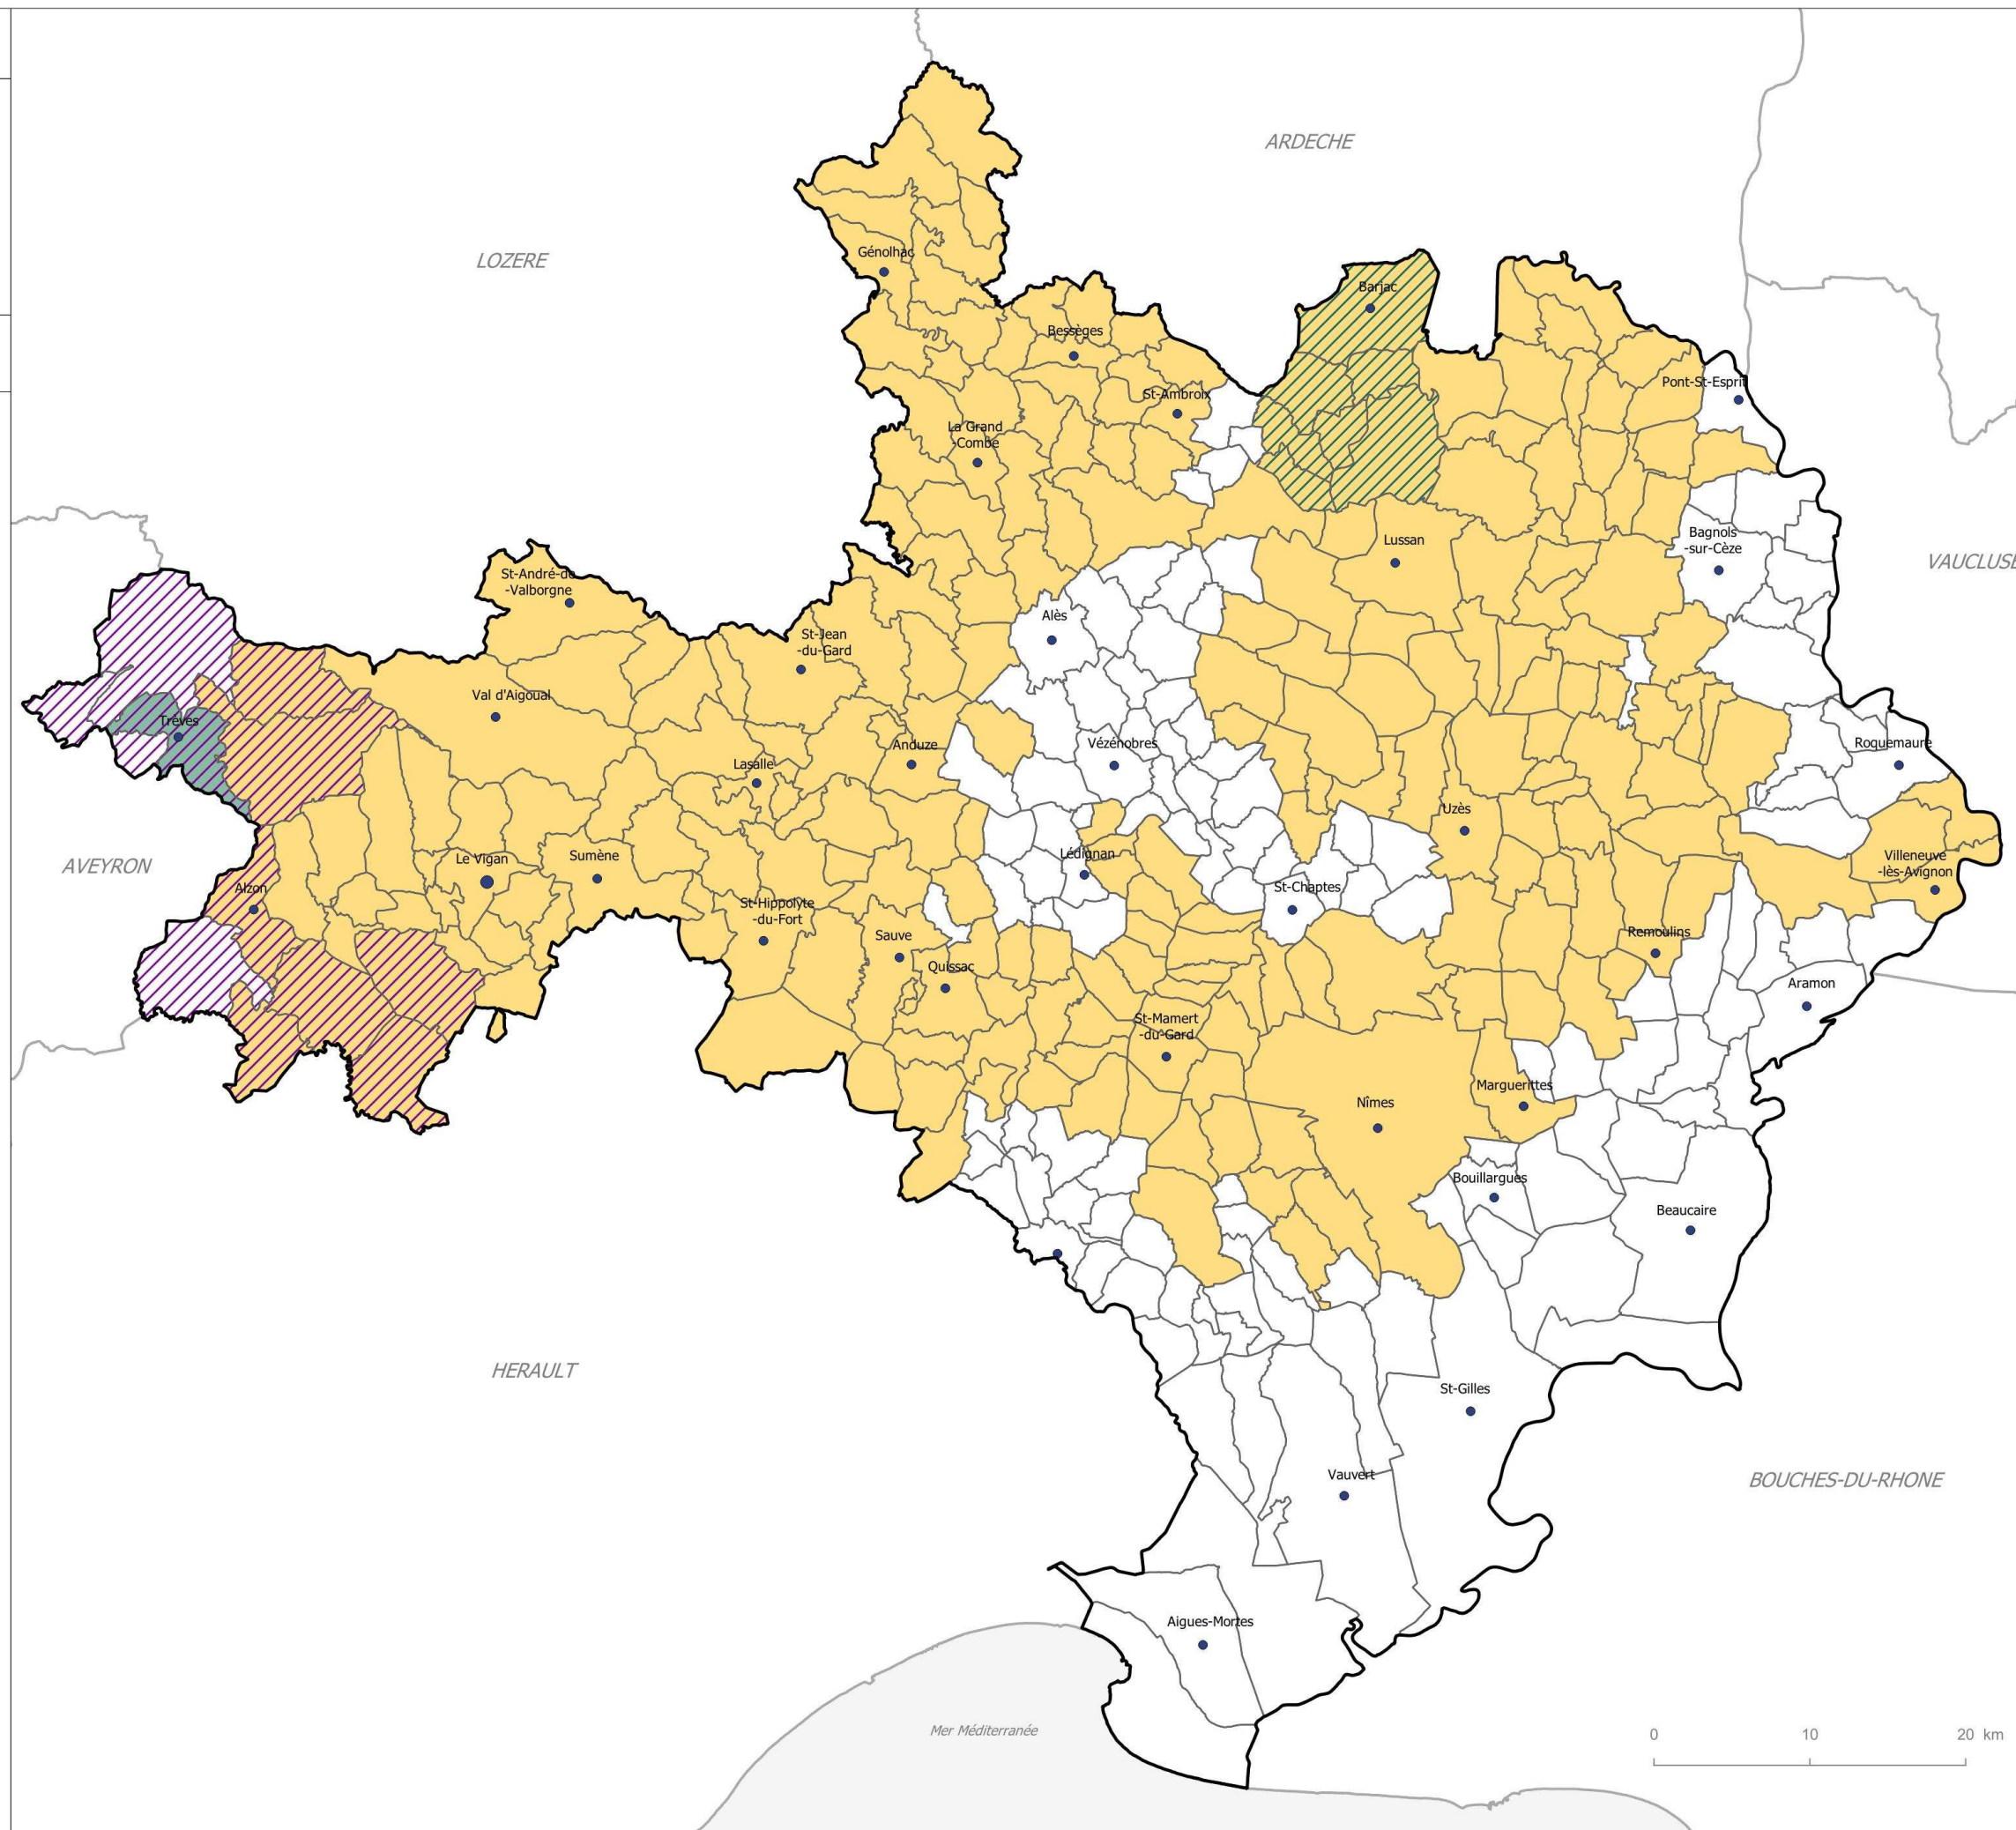 ARDECHE
LOZERE
Génolhac
Barjac
Bessèges
Pont-St-Esprit
St-Ambroix
La Grand
-Combe
Bagnols
-sur-Cèze
Lussan
VAUCLUSE
St-André-de
-Valborgne
Alès
St-Jean
-du-Gard
Val d'Aigoual
Trèves
Anduze
Vézénobres
Roquemaure
Lasalle
Uzès
AVEYRON
Le Vigan
Sumène
Lédignan
Villeneuve
-lès-Avignon
Alzon
St-Chaptes
St-Hippolyte
-du-Fort
Sauve
Remoulins
Quissac
Aramon
St-Mamert
-du-Gard
Marguerittes
Nîmes
Bouillargues
Beaucaire
HERAULT
St-Gilles
Vauvert
BOUCHES-DU-RHONE
Aigues-Mortes
Mer Méditerranée
0 10 20 km